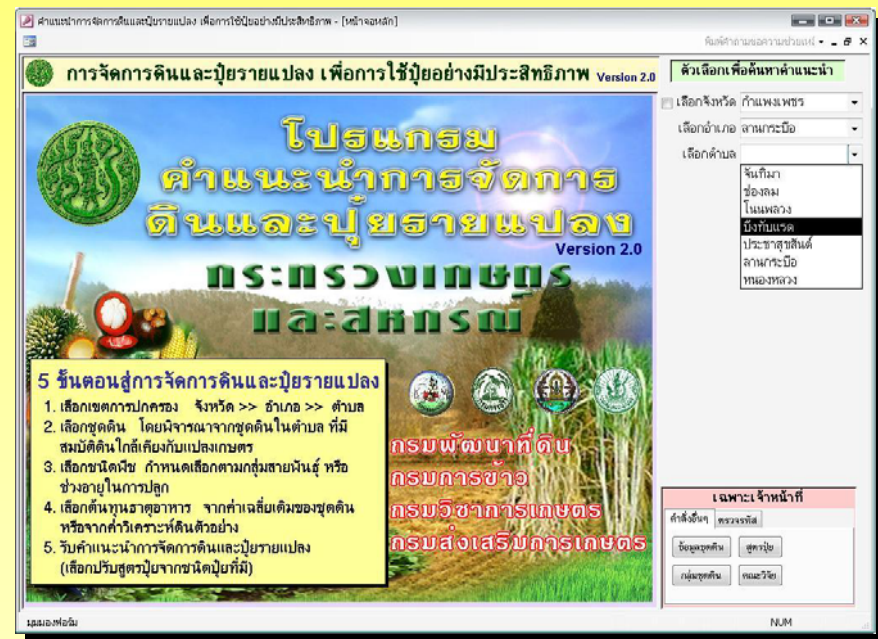 คำแนะนำการจัดการดินและปุ๋ยรายแปลง เพื่อการใช้ปุ๋ยอย่างมีประสิทธิภาพ - [หน้าจอหลัก]
พิมพ์คำถามขอความช่วยเหลือ
การจัดการดินและปุ๋ยรายแปลง เพื่อการใช้ปุ๋ยอย่างมีประสิทธิภาพ Version 2.0
ตัวเลือกเพื่อค้นหาคำแนะนำ
เลือกจังหวัด กำแพงเพชร
เลือกอำเภอ ลานกระบือ
เลือกตำบล
จันทิมา
ช่องลม
โนนพลวง
บึงทับแรต
ประชาสุขสันต์
ลานกระบือ
หนองหลวง
โปรแกรม
คำแนะนำการจัดการ
ดินและปุ๋ยรายแปลง
Version 2.0
กระทรวงเกษตร
และสหกรณ์
5 ขั้นตอนสู่การจัดการดินและปุ๋ยรายแปลง
1. เลือกเขตการปกครอง จังหวัด >> อำเภอ >> ตำบล
2. เลือกชุดดิน โดยพิจารณาจากชุดดินในตำบล ที่มี
สมบัติดินใกล้เคียงกับแปลงเกษตร
3. เลือกชนิดพืช กำหนดเลือกตามกลุ่มสายพันธุ์ หรือ
ช่วงอายุในการปลูก
4. เลือกต้นทุนธาตุอาหาร จากค่าเฉลี่ยเดิมของชุดดิน
หรือจากค่าวิเคราะห์ดินตัวอย่าง
5. รับคำแนะนำการจัดการดินและปุ๋ยรายแปลง
(เลือกปรับสูตรปุ๋ยจากชนิดปุ๋ยที่มี)
กรมพัฒนาที่ดิน
กรมการข้าว
กรมวิชาการเกษตร
กรมส่งเสริมการเกษตร
เฉพาะเจ้าหน้าที่
คำสั่งอื่นๆ ตรวจรหัส
ข้อมูลชุดดิน สูตรปุ๋ย
กลุ่มชุดดิน คณะวิจัย
มุมมองฟอร์ม NUM